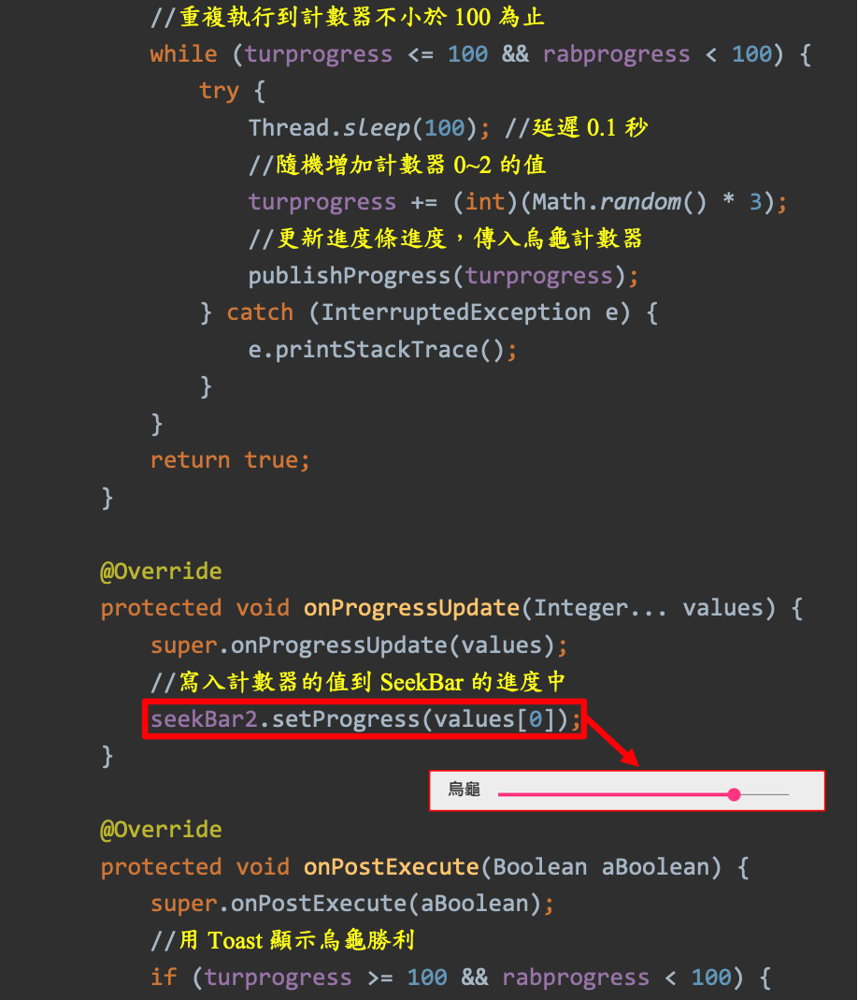 //重複執行到計數器不小於 100 為止
while (turprogress <= 100 && rabprogress < 100) {
try {
Thread.sleep(100); //延遲 0.1 秒
//隨機增加計數器 0~2 的值
turprogress += (int)(Math.random() * 3);
//更新進度條進度，傳入烏龜計數器
publishProgress(turprogress);
} catch (InterruptedException e) {
e.printStackTrace();
}
}
return true;
}
@Override
protected void onProgressUpdate(Integer... values) {
super.onProgressUpdate(values);
//寫入計數器的值到 SeekBar 的進度中
seekBar2.setProgress(values[0]);
}
烏龜
@Override
protected void onPostExecute(Boolean aBoolean) {
super.onPostExecute(aBoolean);
//用 Toast 顯示烏龜勝利
if (turprogress >= 100 && rabprogress < 100) {